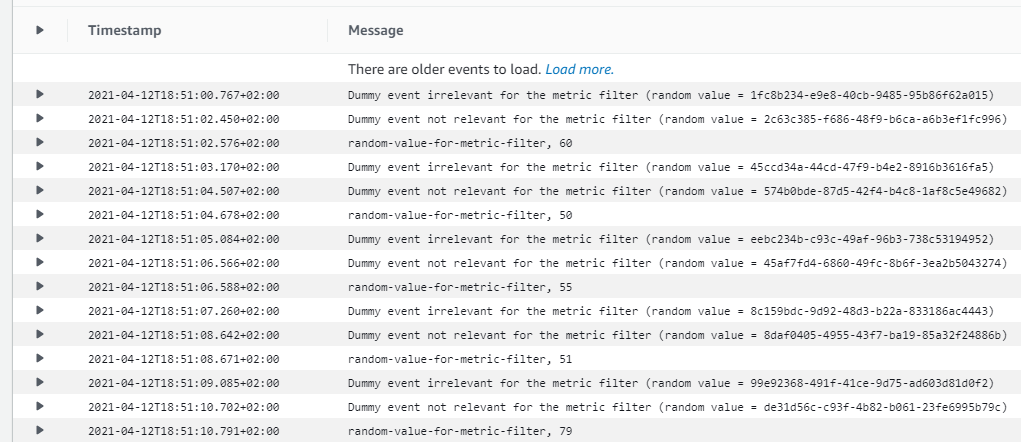 Timestamp Message
There are older events to load. Load more.
2021-04-12T18:51:00.767+02:00 Dummy event irrelevant for the metric filter (random value = 1fc8b234-e9e8-40cb-9485-95b86f62a015)
2021-04-12T18:51:02.450+02:00 Dummy event not relevant for the metric filter (random value = 2c63c385-f686-48f9-b6ca-a6b3ef1fc996)
2021-04-12T18:51:02.576+02:00 random-value-for-metric-filter, 60
2021-04-12T18:51:03.170+02:00 Dummy event irrelevant for the metric filter (random value = 45ccd34a-44cd-47f9-b4e2-8916b3616fa5)
2021-04-12T18:51:04.507+02:00 Dummy event not relevant for the metric filter (random value = 574b0bde-87d5-42f4-b4c8-1af8c5e49682)
2021-04-12T18:51:04.678+02:00 random-value-for-metric-filter, 50
2021-04-12T18:51:05.084+02:00 Dummy event irrelevant for the metric filter (random value = eebc234b-c93c-49af-96b3-738c53194952)
2021-04-12T18:51:06.566+02:00 Dummy event not relevant for the metric filter (random value = 45af7fd4-6860-49fc-8b6f-3ea2b5043274)
2021-04-12T18:51:06.588+02:00 random-value-for-metric-filter, 55
2021-04-12T18:51:07.260+02:00 Dummy event irrelevant for the metric filter (random value = 8c159bdc-9d92-48d3-b22a-833186ac4443)
2021-04-12T18:51:08.642+02:00 Dummy event not relevant for the metric filter (random value = 8daf0405-4955-43f7-ba19-85a32f24886b)
2021-04-12T18:51:08.671+02:00 random-value-for-metric-filter, 51
2021-04-12T18:51:09.085+02:00 Dummy event irrelevant for the metric filter (random value = 99e92368-491f-41ce-9d75-ad603d81d0f2)
2021-04-12T18:51:10.702+02:00 Dummy event not relevant for the metric filter (random value = de31d56c-c93f-4b82-b061-23fe6995b79c)
2021-04-12T18:51:10.791+02:00 random-value-for-metric-filter, 79